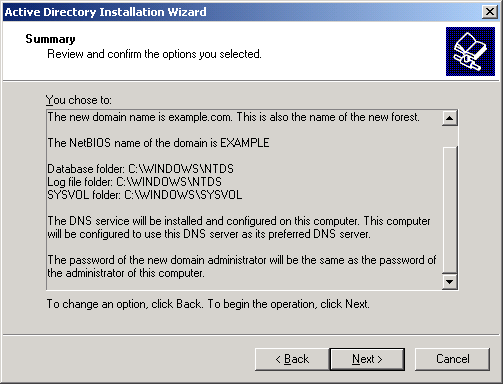 Active Directory Installation Wizard
Summary
Review and confirm the options you selected.
You chose to:
The new domain name is example.com. This is also the name of the new forest.
The NetBIOS name of the domain is EXAMPLE
Database folder: C:\WINDOWS\NTDS
Log file folder: C:\WINDOWS\NTDS
SYSVOL folder: C:\WINDOWS\SYSVOL
The DNS service will be installed and configured on this computer. This computer
will be configured to use this DNS server as its preferred DNS server.
The password of the new domain administrator will be the same as the password of
the administrator of this computer.
To change an option, click Back. To begin the operation, click Next.
< Back
Next >
Cancel